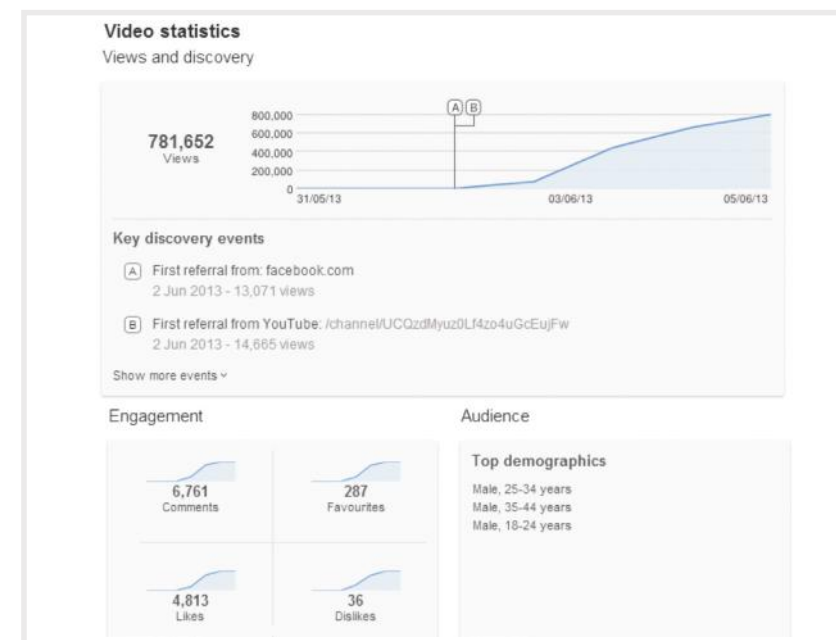 Video statistics
Views and discovery
A B
800,000
781,652
Views
600,000
400,000
200,000
0
31/05/13 03/06/13 05/06/13
Key discovery events
A First referral from: facebook.com
2 Jun 2013 - 13,071 views
B First referral from YouTube: /channel/UCQzdMyuz0Lf4zo4uGcEujFw
2 Jun 2013 - 14,665 views
Show more events
Engagement
6,761
Comments
287
Favourites
4,813
Likes
36
Dislikes
Audience
Top demographics
Male, 25-34 years
Male, 35-44 years
Male, 18-24 years